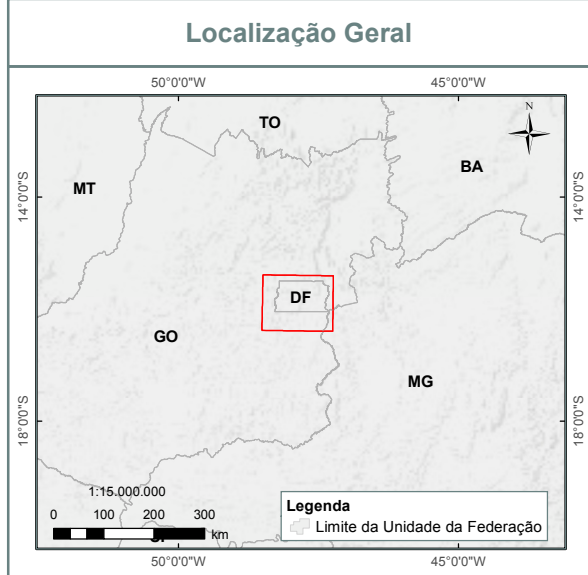 Localização Geral
50°0'0"W 45°0'0"W
N
TO
BA
MT
14°0'0"S 14°0'0"S
DF
GO
MG
18°0'0"S 18°0'0"S
1:15.000.000
0 100 200 300
km
Legenda
Limite da Unidade da Federação
50°0'0"W 45°0'0"W